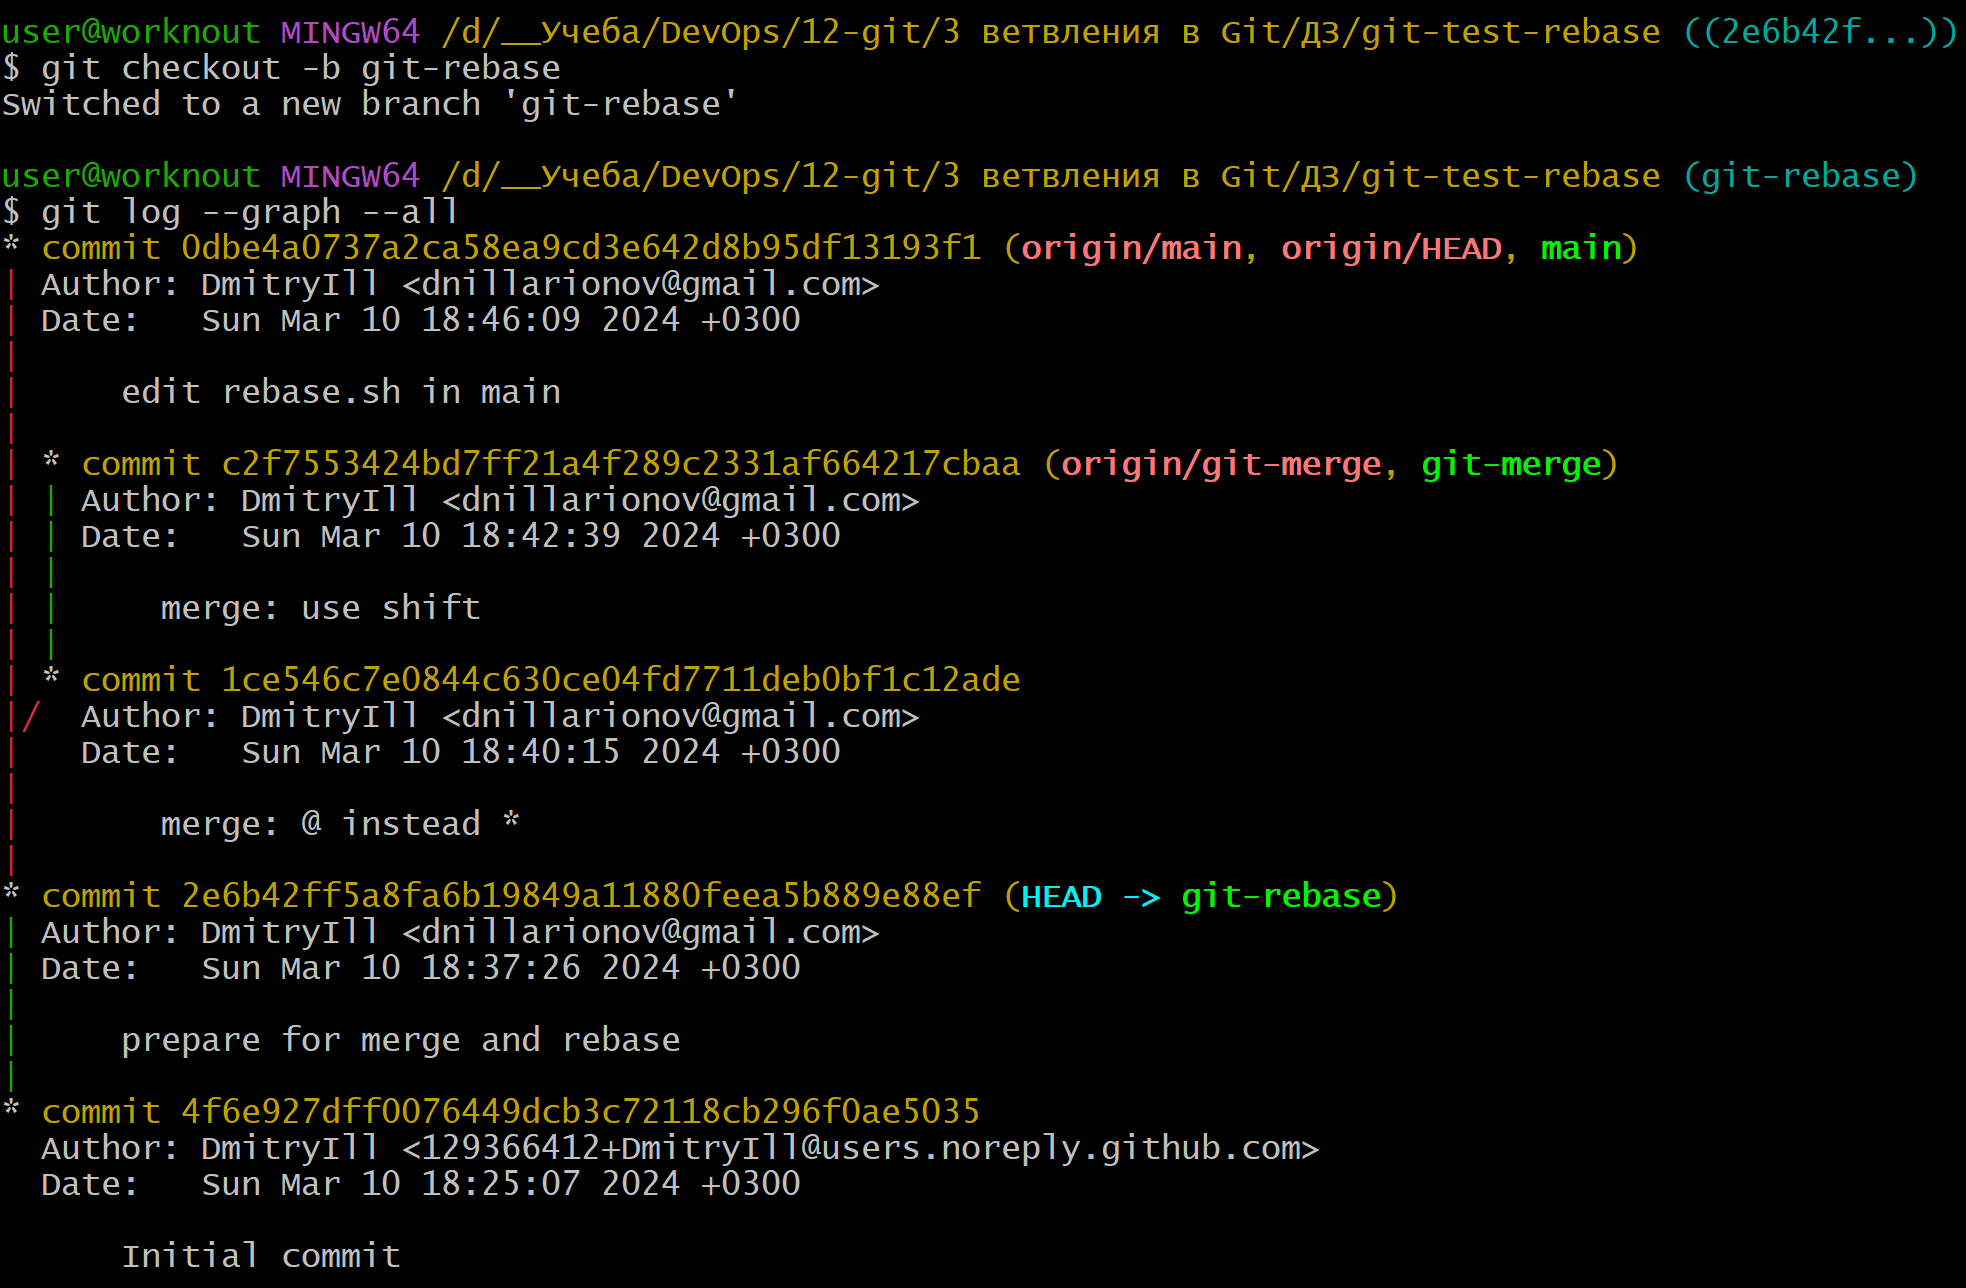 user@worknout MINGW64 /d/__Учеба/DevOps/12-git/3 ветвления в Git/ДЗ/git-test-rebase ((2e6b42f...))
$ git checkout -b git-rebase
Switched to a new branch 'git-rebase'

user@worknout MINGW64 /d/__Учеба/DevOps/12-git/3 ветвления в Git/ДЗ/git-test-rebase (git-rebase)
$ git log --graph --all
* commit 0dbe4a0737a2ca58ea9cd3e642d8b95df13193f1 (origin/main, origin/HEAD, main)
| Author: DmitryIll <dnillarionov@gmail.com>
| Date:   Sun Mar 10 18:46:09 2024 +0300
|
|     edit rebase.sh in main
|
| * commit c2f7553424bd7ff21a4f289c2331af664217cbaa (origin/git-merge, git-merge)
| | Author: DmitryIll <dnillarionov@gmail.com>
| | Date:   Sun Mar 10 18:42:39 2024 +0300
| |
| |     merge: use shift
| |
| * commit 1ce546c7e0844c630ce04fd7711deb0bf1c12ade
|/  Author: DmitryIll <dnillarionov@gmail.com>
|   Date:   Sun Mar 10 18:40:15 2024 +0300
|
|       merge: @ instead *
|
* commit 2e6b42ff5a8fa6b19849a11880feea5b889e88ef (HEAD -> git-rebase)
| Author: DmitryIll <dnillarionov@gmail.com>
| Date:   Sun Mar 10 18:37:26 2024 +0300
|
|     prepare for merge and rebase
|
* commit 4f6e927dff0076449dcb3c72118cb296f0ae5035
  Author: DmitryIll <129366412+DmitryIll@users.noreply.github.com>
  Date:   Sun Mar 10 18:25:07 2024 +0300

      Initial commit